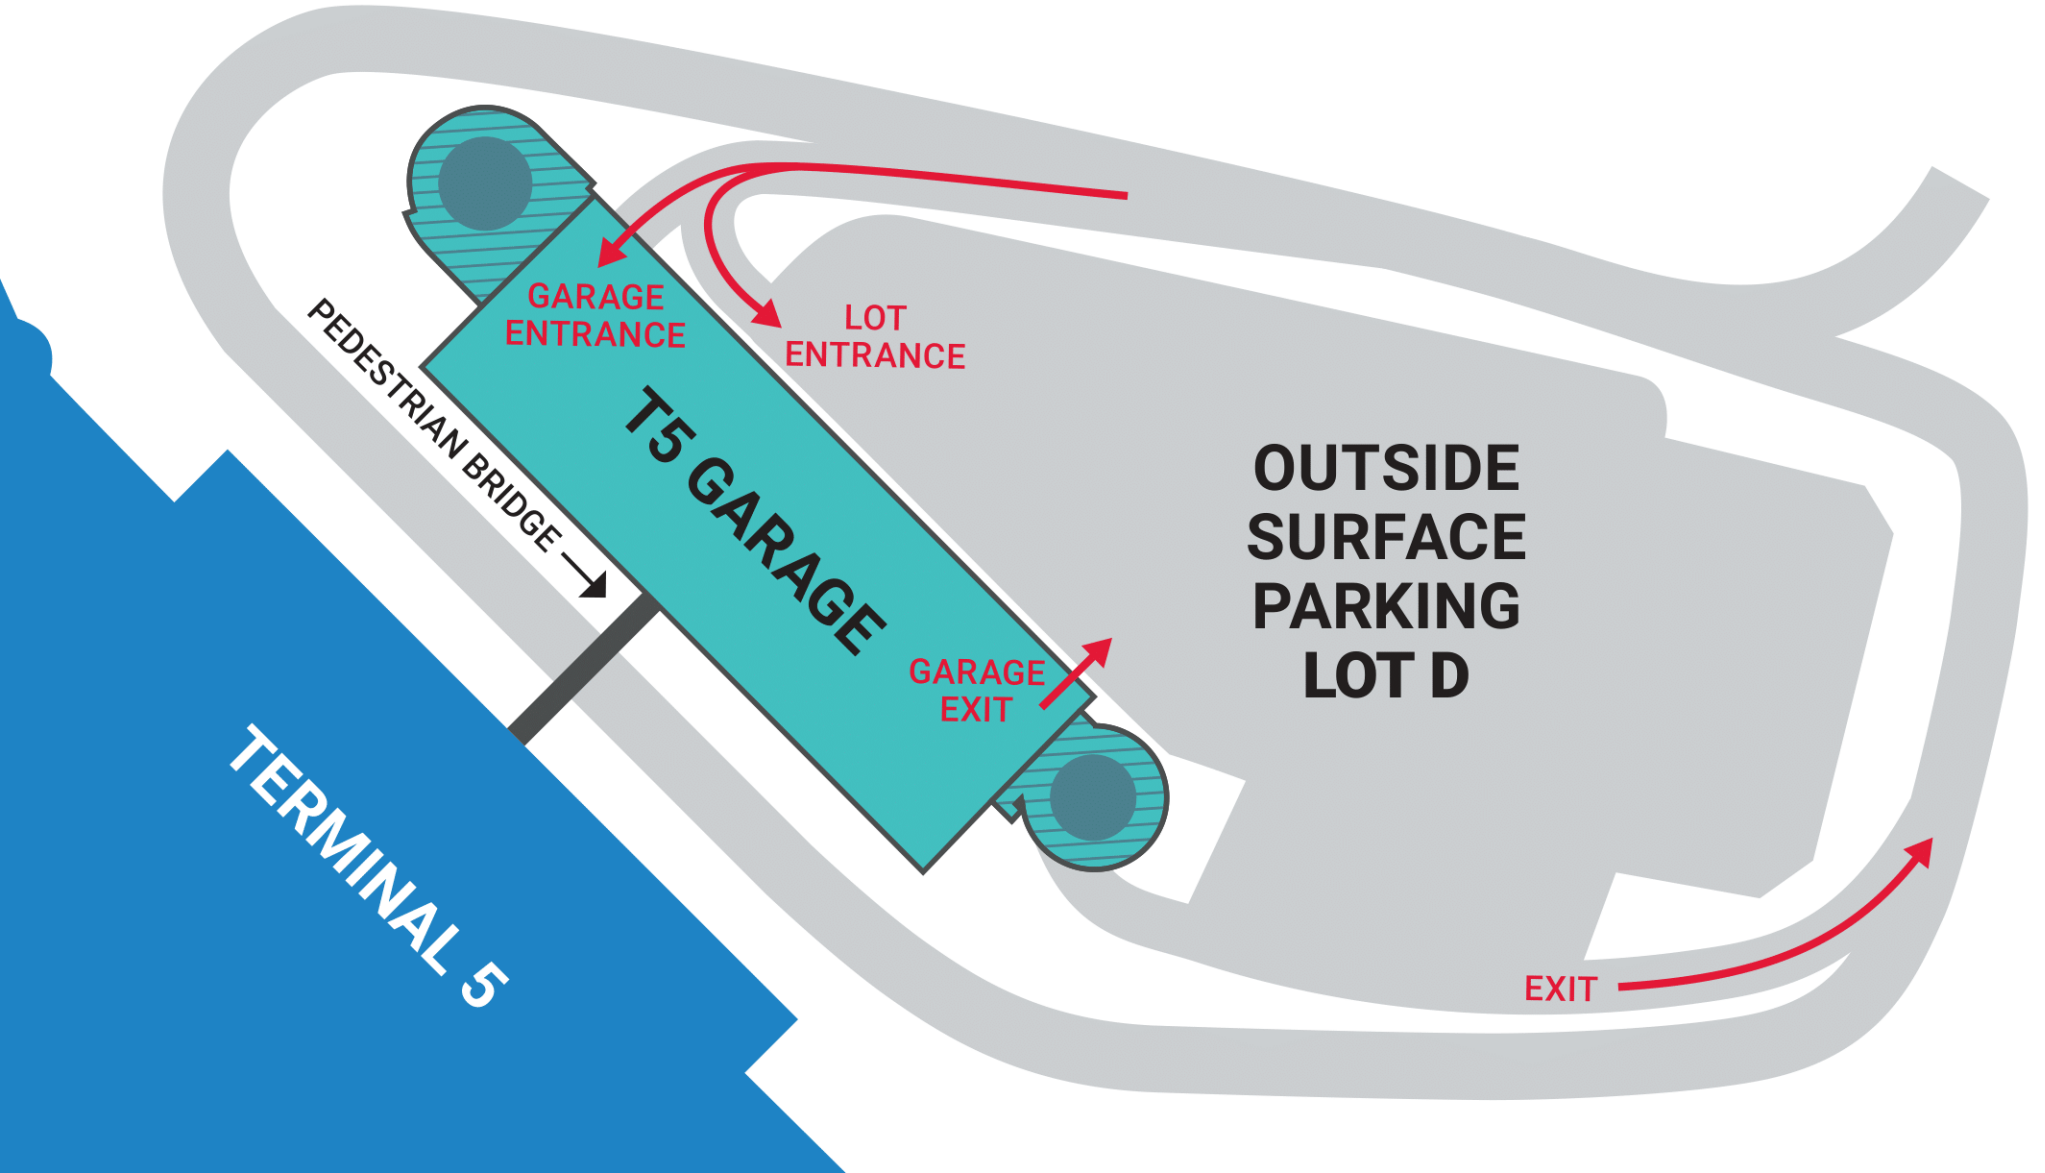 GARAGE
ENTRANCE
LOT
ENTRANCE
PEDESTRIAN BRIDGE
T5 GARAGE
OUTSIDE
SURFACE
PARKING
LOT D
GARAGE
EXIT
TERMINAL 5
EXIT